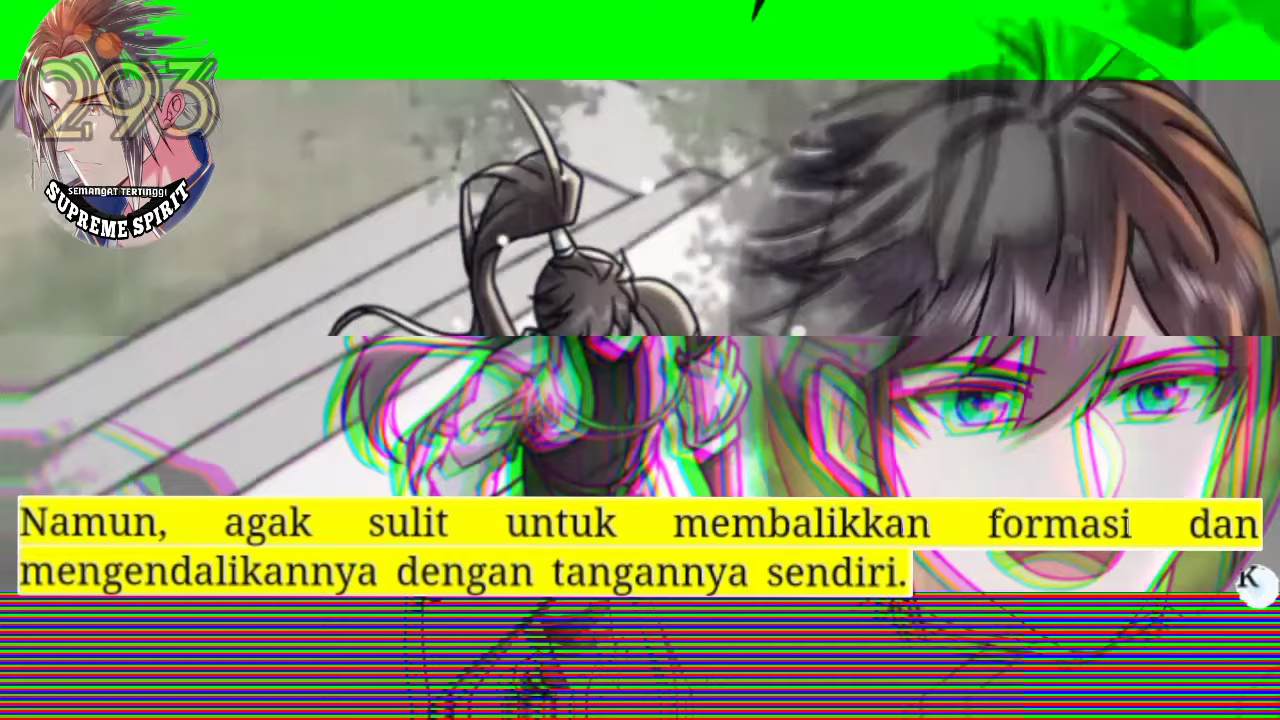 293
SEMANGAT TERTINGGI
SUPREME SPIRIT
Namun, agak sulit untuk membalikkan formasi dan
mengendalikannya dengan tangannya sendiri.
K